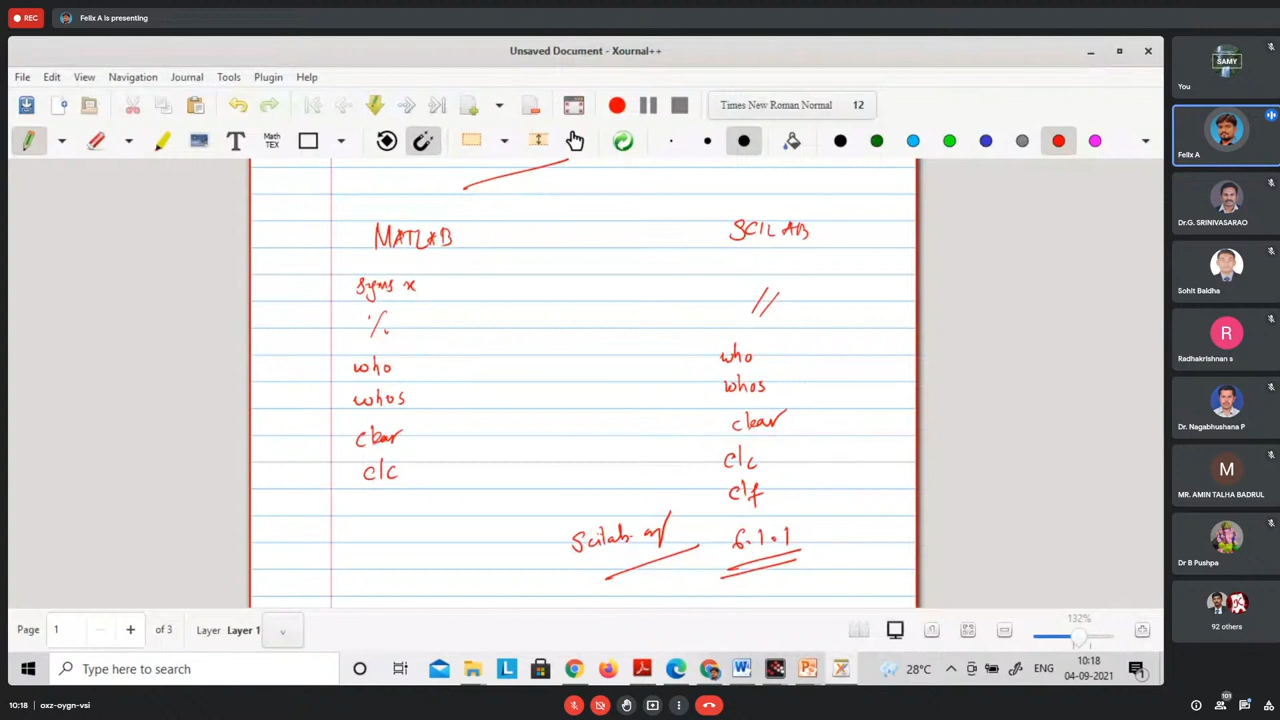 REC
Felix A is presenting
Unsaved Document - Xournal++
File Edit View Navigation Journal Tools Plugin Help
Times New Roman Normal 12
T Math TEX
MATLAB SCILAB
syms x
% //
who who
whos whos
clear clear
clc clc
clf
Scilab.org 6.1.1
Page 1 of 3 Layer Layer 1 132%
Type here to search
28°C ENG 10:18 04-09-2021
SAMY
You
Felix A
Dr.G. SRINIVASARAO
Sohit Baldha
R
Radhakrishnan s
Dr. Nagabhushana P
M
MR. AMIN TALHA BADRUL
Dr B Pushpa
92 others
10:18 | oxz-oygn-vsi
101